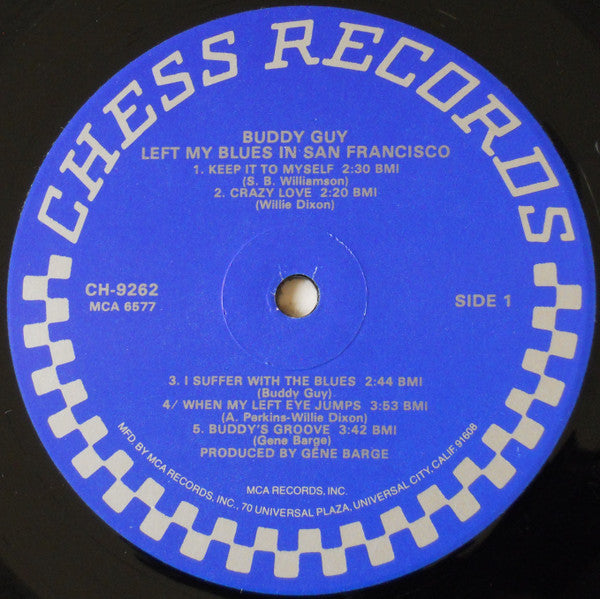 CHESS RECORDS
BUDDY GUY
LEFT MY BLUES IN SAN FRANCISCO
1. KEEP IT TO MYSELF 2:30 BMI
(S. B. Williamson)
2. CRAZY LOVE 2:20 BMI
(Willie Dixon)
CH-9262
MCA 6577
SIDE 1
3. I SUFFER WITH THE BLUES 2:44 BMI
(Buddy Guy)
4/ WHEN MY LEFT EYE JUMPS 3:53 BMI
(A. Perkins-Willie Dixon)
5. BUDDY'S GROOVE 3:42 BMI
(Gene Barge)
PRODUCED BY GENE BARGE
MCA RECORDS, INC.
MFD BY MCA RECORDS, INC., 70 UNIVERSAL PLAZA, UNIVERSAL CITY, CALIF. 91608